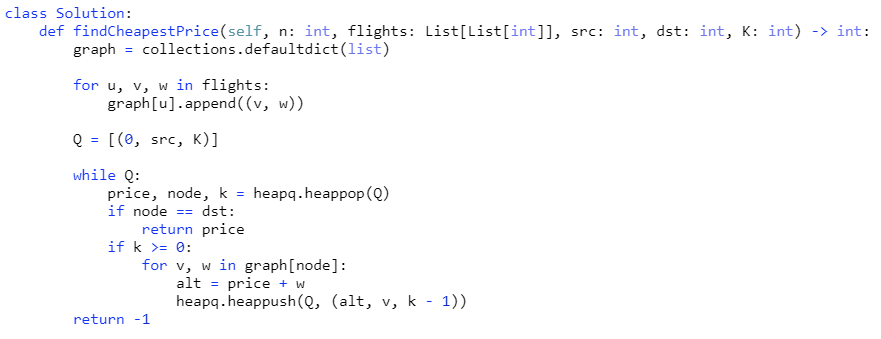 class Solution:
    def findCheapestPrice(self, n: int, flights: List[List[int]], src: int, dst: int, K: int) -> int:
        graph = collections.defaultdict(list)
        for u, v, w in flights:
            graph[u].append((v, w))
        Q = [(0, src, K)]
        while Q:
            price, node, k = heapq.heappop(Q)
            if node == dst:
                return price
            if k >= 0:
                for v, w in graph[node]:
                    alt = price + w
                    heapq.heappush(Q, (alt, v, k - 1))
        return -1